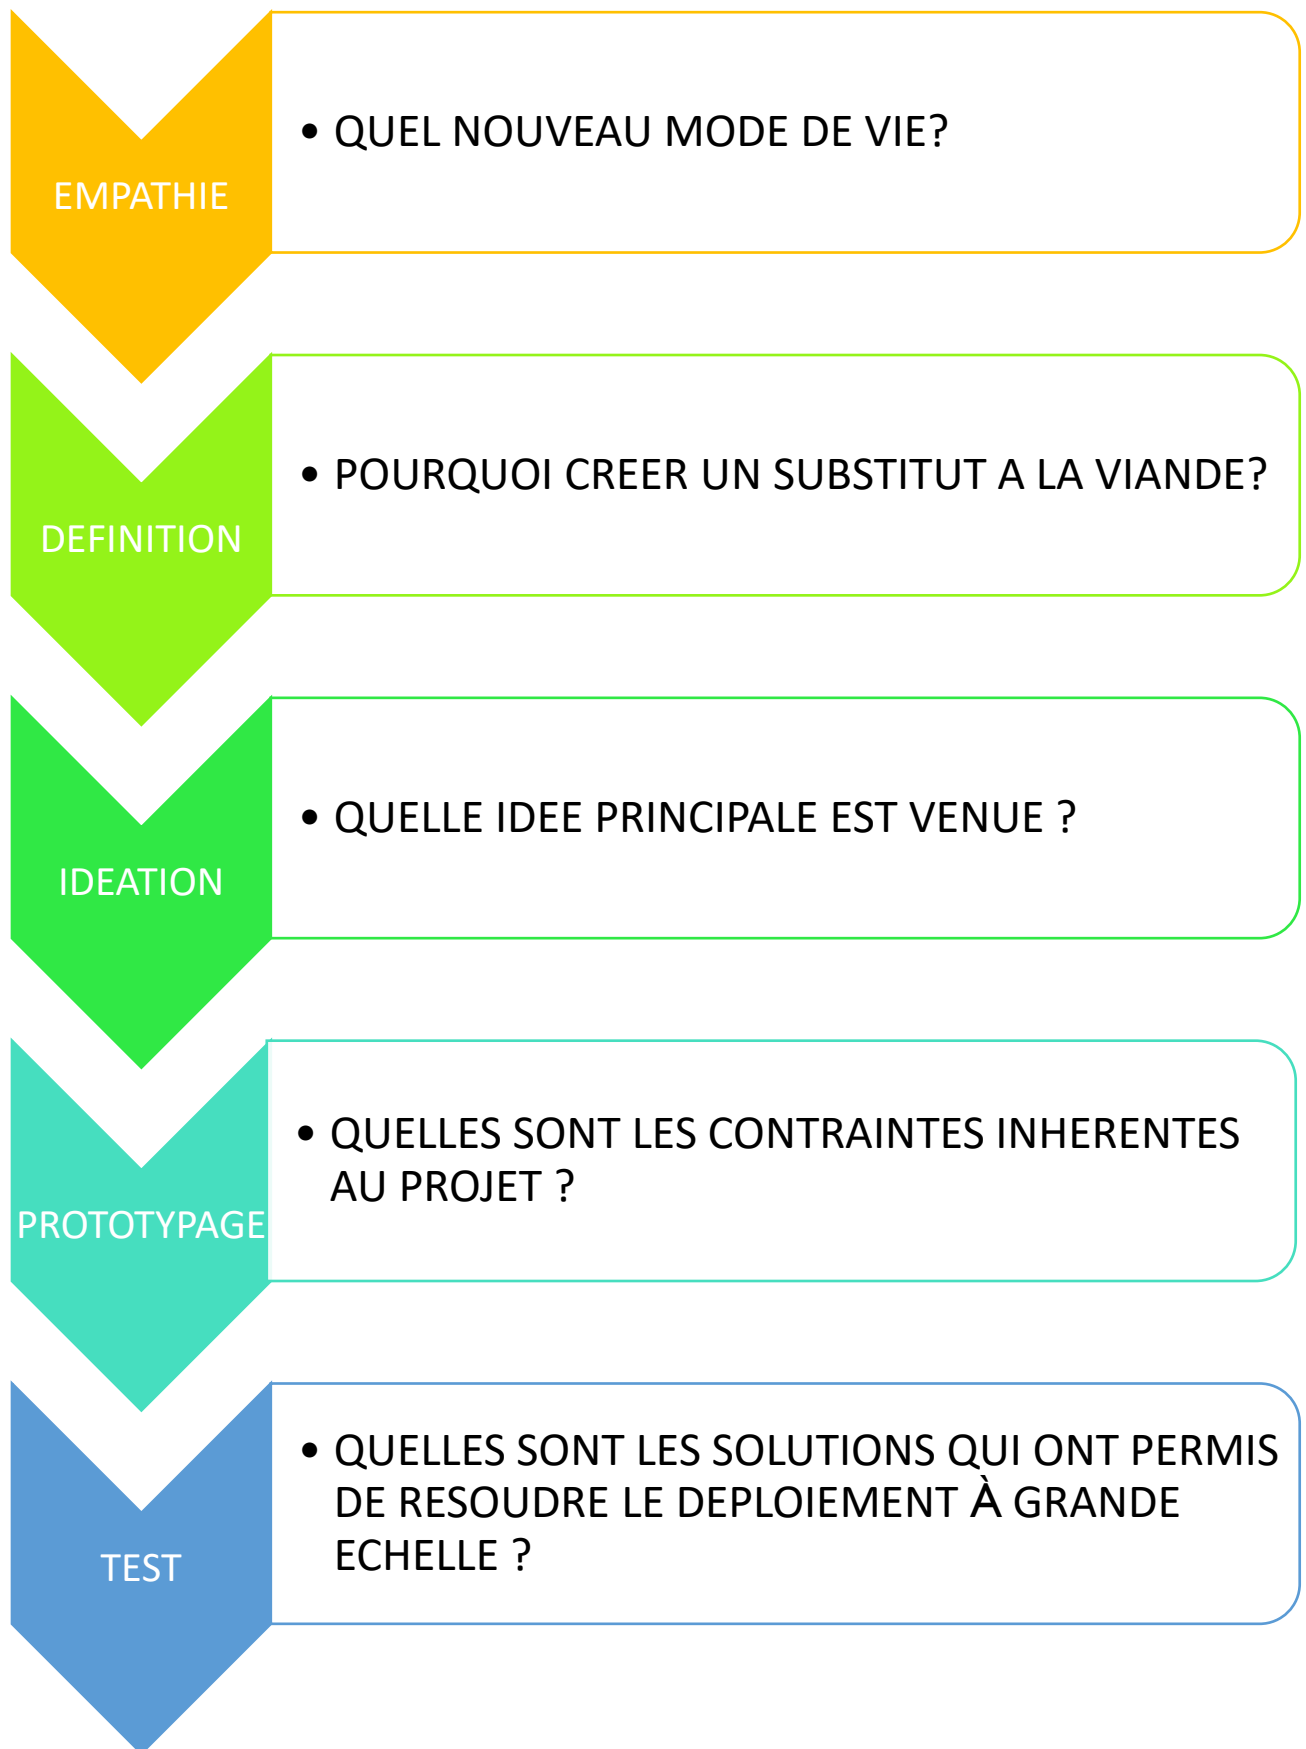 EMPATHIE
• QUEL NOUVEAU MODE DE VIE?
DEFINITION
• POURQUOI CREER UN SUBSTITUT A LA VIANDE?
IDEATION
• QUELLE IDEE PRINCIPALE EST VENUE ?
PROTOTYPAGE
• QUELLES SONT LES CONTRAINTES INHERENTES
AU PROJET ?
TEST
• QUELLES SONT LES SOLUTIONS QUI ONT PERMIS
DE RESOUDRE LE DEPLOIEMENT À GRANDE
ECHELLE ?